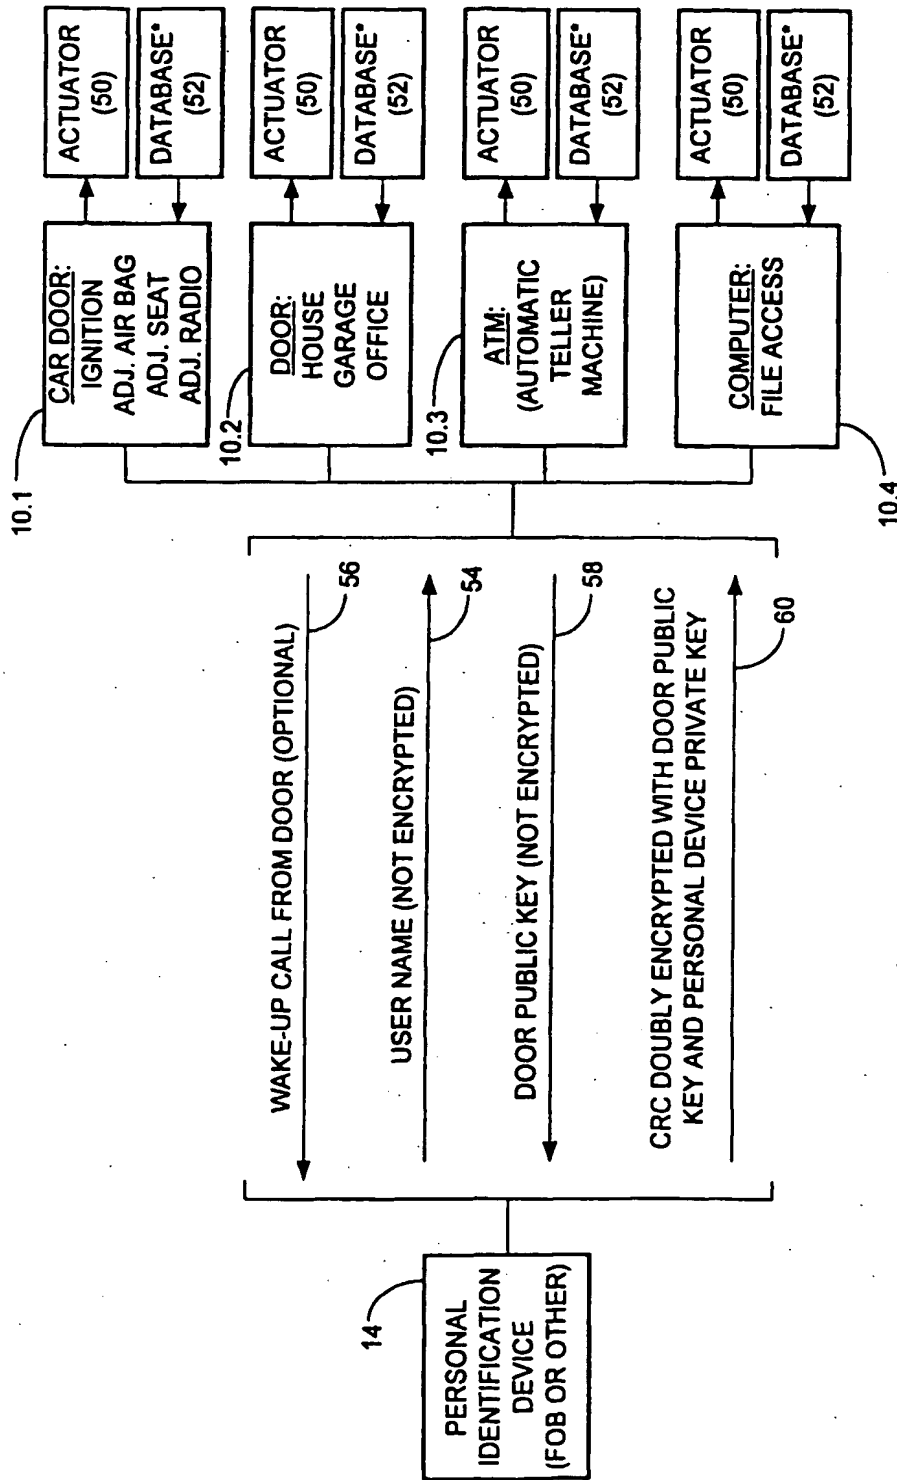 14
PERSONAL
IDENTIFICATION
DEVICE
(FOB OR OTHER)
WAKE-UP CALL FROM DOOR (OPTIONAL)
56
USER NAME (NOT ENCRYPTED)
54
DOOR PUBLIC KEY (NOT ENCRYPTED)
58
CRC DOUBLY ENCRYPTED WITH DOOR PUBLIC
KEY AND PERSONAL DEVICE PRIVATE KEY
60
10.1
CAR DOOR:
IGNITION
ADJ. AIR BAG
ADJ. SEAT
ADJ. RADIO
ACTUATOR
(50)
DATABASE*
(52)
10.2
DOOR:
HOUSE
GARAGE
OFFICE
ACTUATOR
(50)
DATABASE*
(52)
10.3
ATM:
(AUTOMATIC
TELLER
MACHINE)
ACTUATOR
(50)
DATABASE*
(52)
10.4
COMPUTER:
FILE ACCESS
ACTUATOR
(50)
DATABASE*
(52)